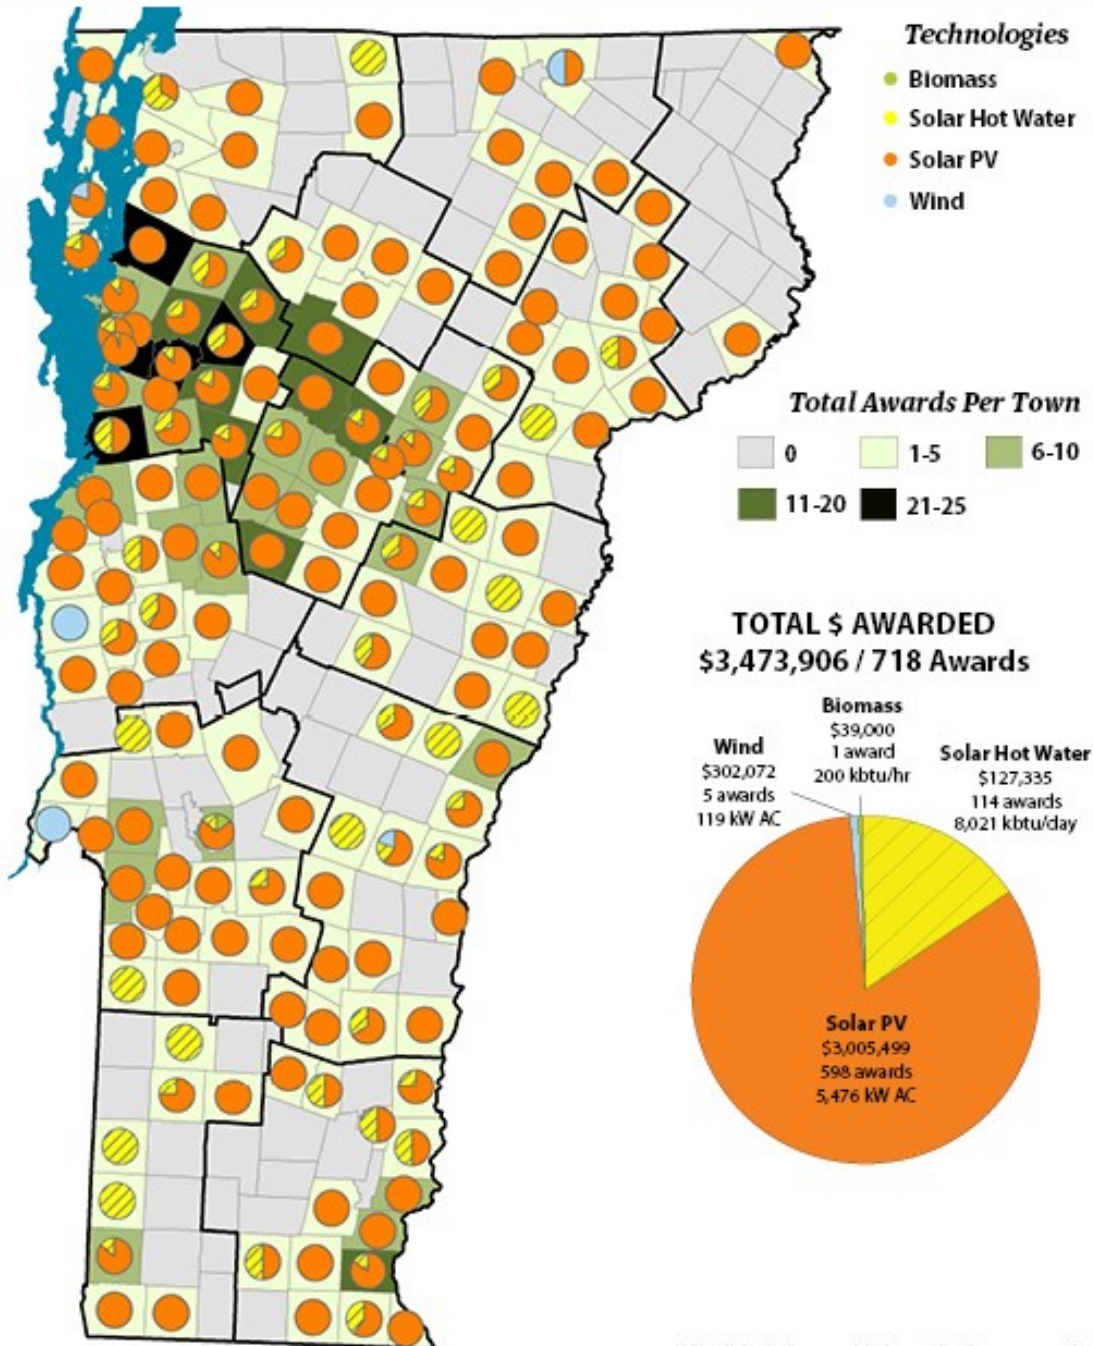 Technologies
Biomass
Solar Hot Water
Solar PV
Wind
Total Awards Per Town
0
1-5
6-10
11-20
21-25
TOTAL $ AWARDED
$3,473,906 / 718 Awards
Biomass
$39,000
1 award
200 kbtu/hr
Wind
$302,072
5 awards
119 kW AC
Solar Hot Water
$127,335
114 awards
8,021 kbtu/day
Solar PV
$3,005,499
598 awards
5,476 kW AC